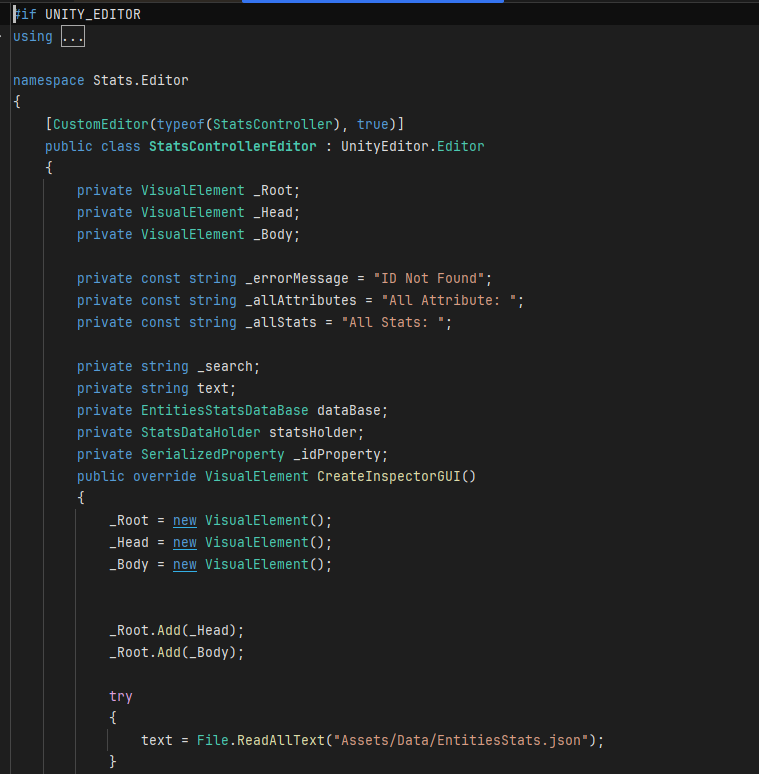 #if UNITY_EDITOR
using ...
namespace Stats.Editor
{
[CustomEditor(typeof(StatsController), true)]
public class StatsControllerEditor : UnityEditor.Editor
{
private VisualElement _Root;
private VisualElement _Head;
private VisualElement _Body;
private const string _errorMessage = "ID Not Found";
private const string _allAttributes = "All Attribute: ";
private const string _allStats = "All Stats: ";
private string _search;
private string text;
private EntitiesStatsDataBase dataBase;
private StatsDataHolder statsHolder;
private SerializedProperty _idProperty;
public override VisualElement CreateInspectorGUI()
{
_Root = new VisualElement();
_Head = new VisualElement();
_Body = new VisualElement();
_Root.Add(_Head);
_Root.Add(_Body);
try
{
text = File.ReadAllText("Assets/Data/EntitiesStats.json");
}